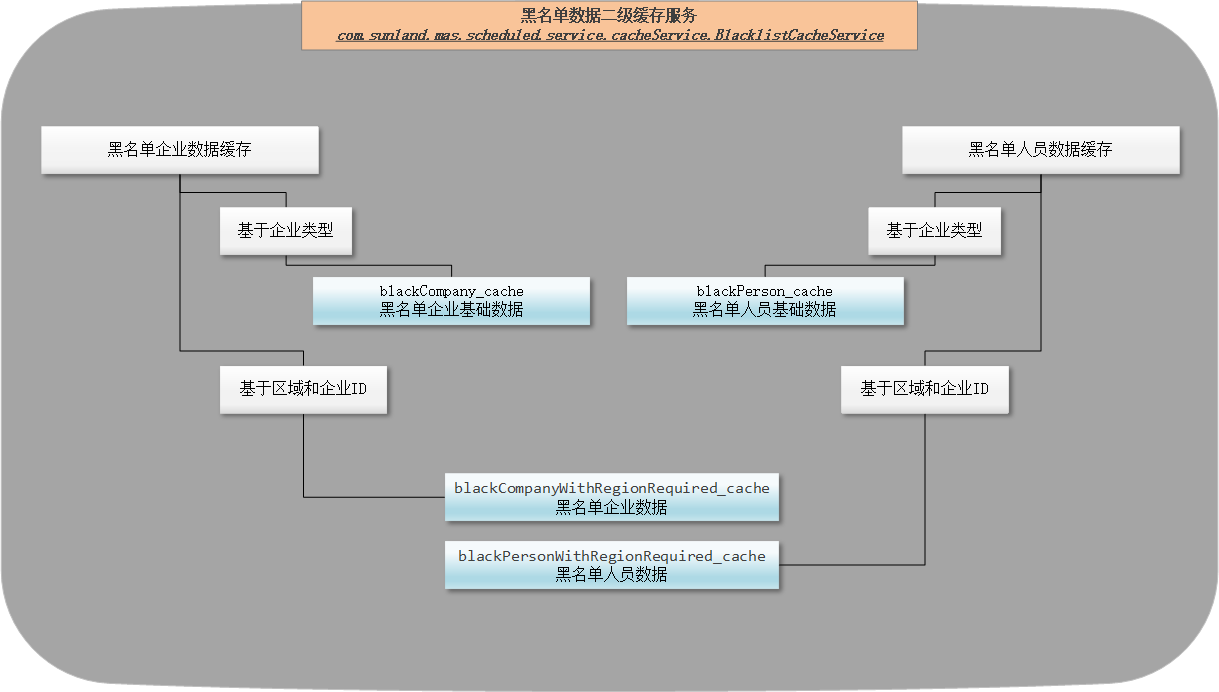 黑名单数据二级缓存服务
com.sunland.mas.scheduled.service.cacheService.BlacklistCacheService
黑名单企业数据缓存
黑名单人员数据缓存
基于企业类型
基于企业类型
blackCompany_cache
黑名单企业基础数据
blackPerson_cache
黑名单人员基础数据
基于区域和企业ID
基于区域和企业ID
blackCompanyWithRegionRequired_cache
黑名单企业数据
blackPersonWithRegionRequired_cache
黑名单人员数据